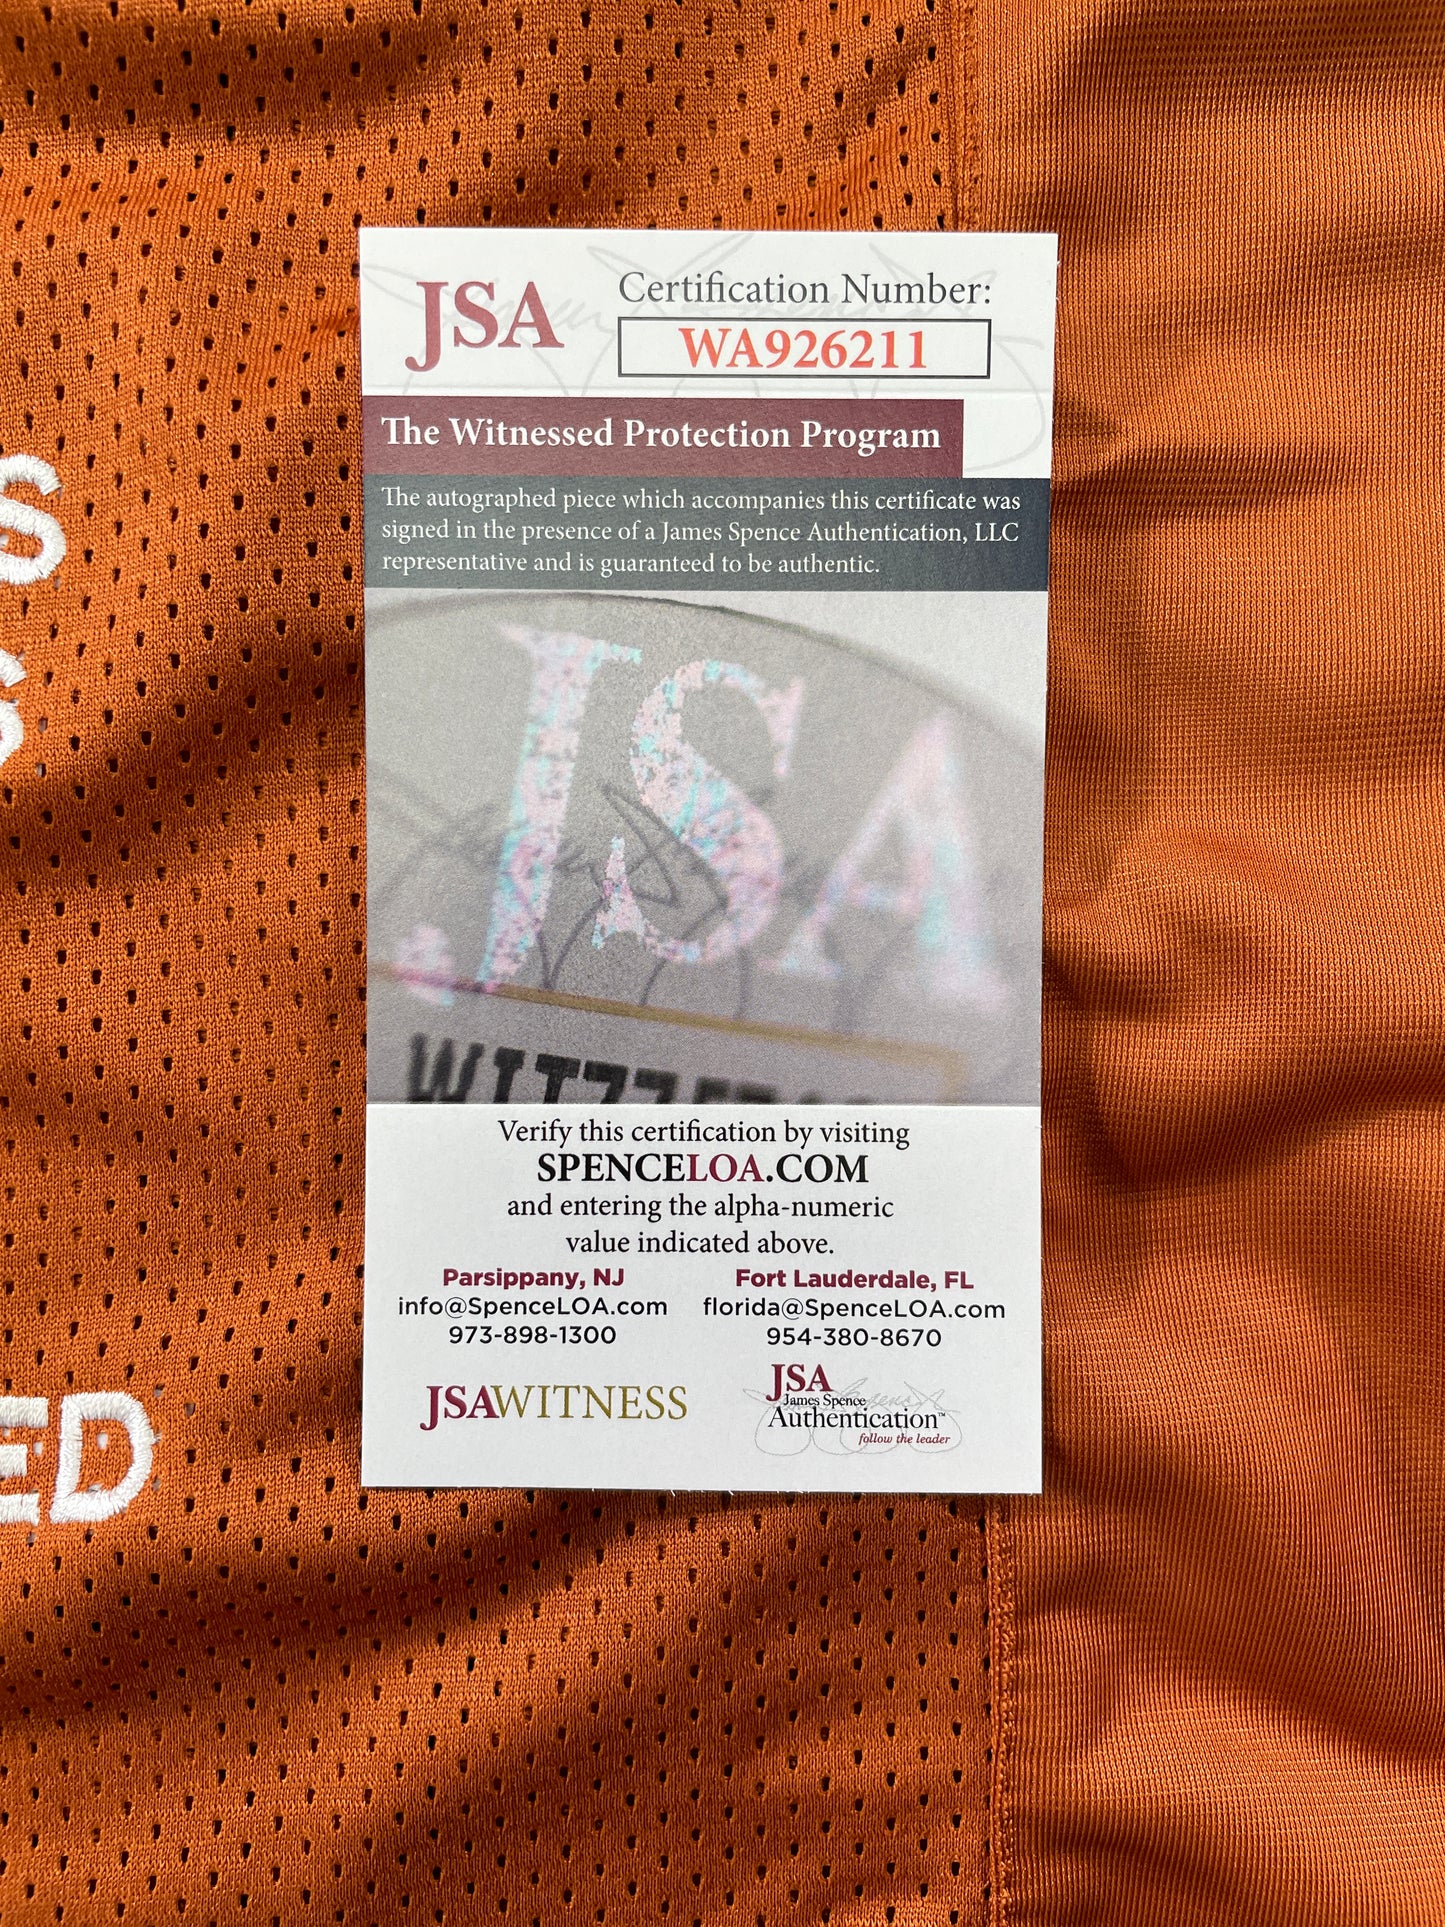 JSA
Certification Number:
WA926211
The Witnessed Protection Program
The autographed piece which accompanies this certificate was
signed in the presence of a James Spence Authentication, LLC
representative and is guaranteed to be authentic.
S
S
JSA
Verify this certification by visiting
SPENCELOA.COM
and entering the alpha-numeric
value indicated above.
Parsippany, NJ
info@SpenceLOA.com
973-898-1300
Fort Lauderdale, FL
florida@SpenceLOA.com
954-380-8670
ED
JSAWITNESS
JSA
James Spence
Authentication™
follow the leader